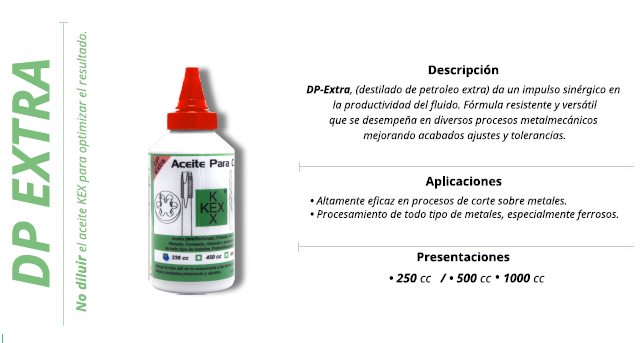 DP EXTRA
No diluir el aceite KEX para optimizar el resultado.
Aceite Para C
KEX
236 cc 450 cc
Descripción
DP-Extra, (destilado de petroleo extra) da un impulso sinérgico en
la productividad del fluido. Fórmula resistente y versátil
que se desempeña en diversos procesos metalmecánicos
mejorando acabados ajustes y tolerancias.
Aplicaciones
• Altamente eficaz en procesos de corte sobre metales.
• Procesamiento de todo tipo de metales, especialmente ferrosos.
Presentaciones
• 250 cc / • 500 cc • 1000 cc